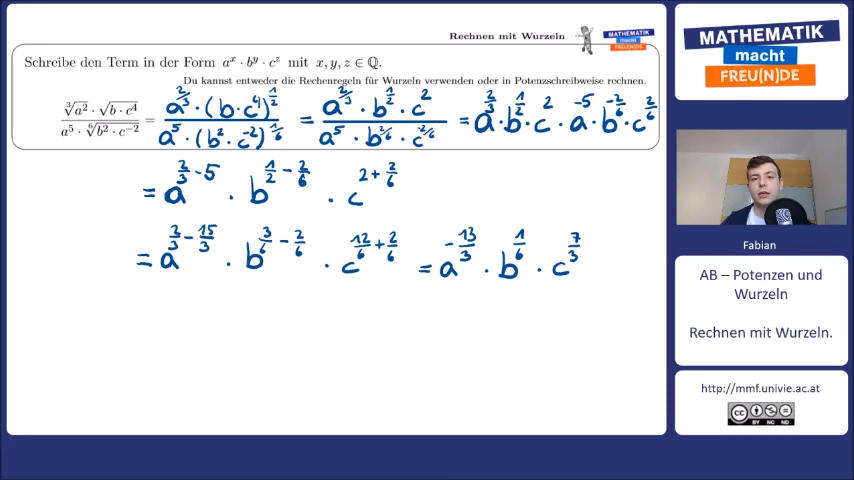 Rechnen mit Wurzeln
MATHEMATIK
macht
FREU(N)DE
Schreibe den Term in der Form a^x · b^y · c^z mit x, y, z ∈ ℚ.
Du kannst entweder die Rechenregeln für Wurzeln verwenden oder in Potenzschreibweise rechnen.
(∛(a²) · √(b · c⁴)) / (a⁵ · ⁶√(b² · c⁻²)) = (a^(2/3) · (b · c⁴)^(1/2)) / (a⁵ · (b² · c⁻²)^(1/6)) = (a^(2/3) · b^(1/2) · c²) / (a⁵ · b^(2/6) · c^(-2/6)) = a^(2/3) · b^(1/2) · c² · a^(-5) · b^(-2/6) · c^(2/6)
= a^(2/3 - 5) · b^(1/2 - 2/6) · c^(2 + 2/6)
= a^(2/3 - 15/3) · b^(3/6 - 2/6) · c^(12/6 + 2/6) = a^(-13/3) · b^(1/6) · c^(7/3)
MATHEMATIK
macht
FREU(N)DE
Fabian
AB – Potenzen und
Wurzeln
Rechnen mit Wurzeln.
http://mmf.univie.ac.at
cc
BY NC ND